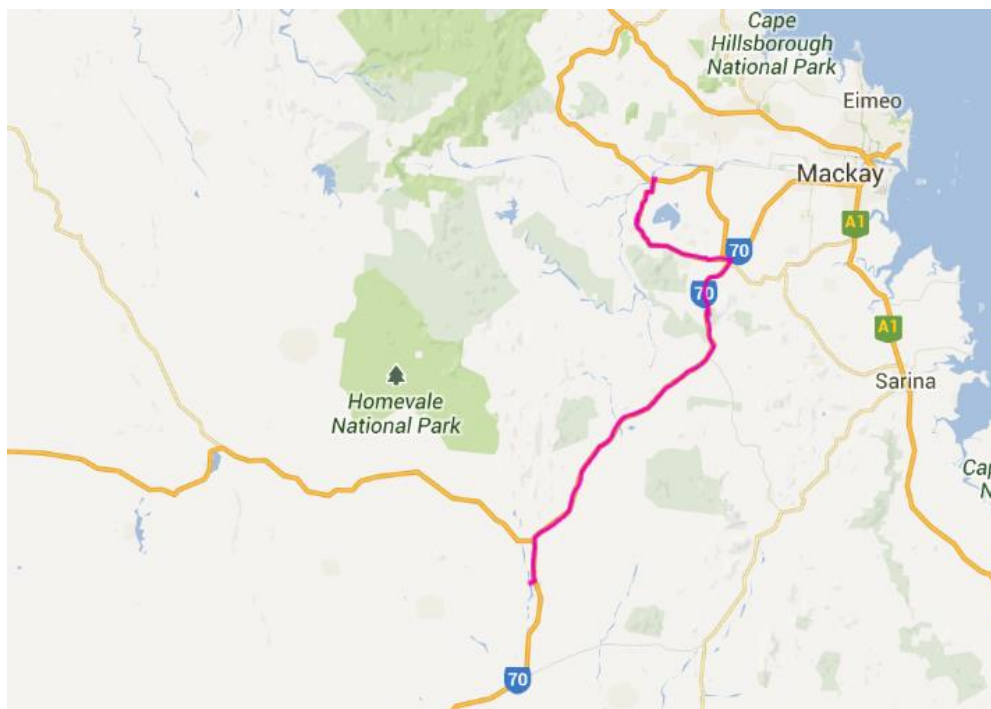 Cape
Hillsborough
National Park
Eimeo
Mackay
A1
70
70
A1
Sarina
Homevale
National Park
Cap
N
70